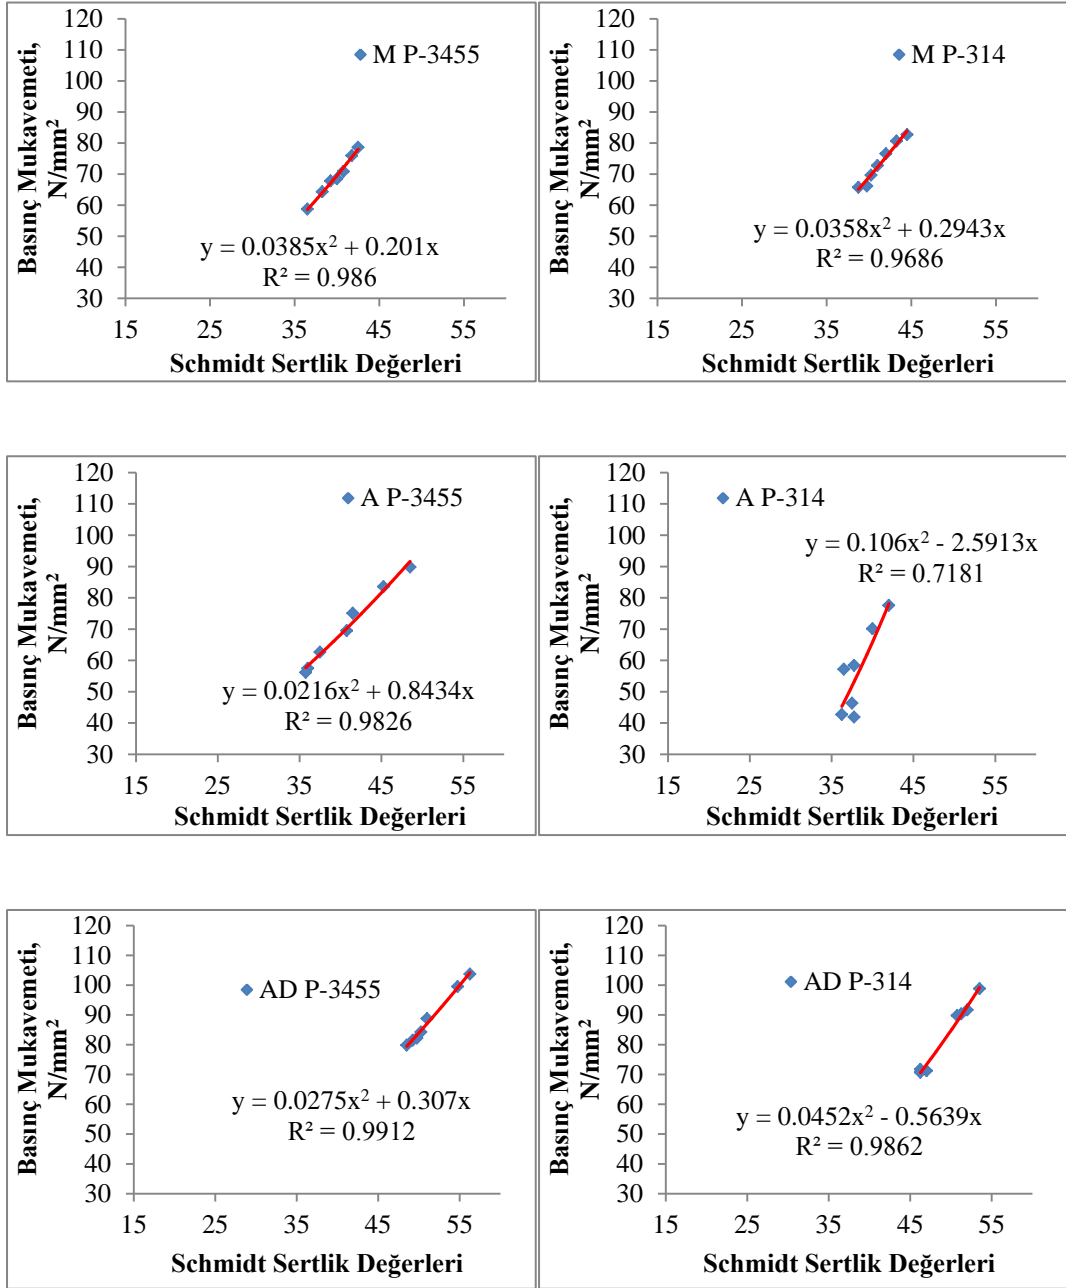 Basınç Mukavemeti,
N/mm²
120
110
100
90
80
70
60
50
40
30
M P-3455
y = 0.0385x² + 0.201x
R² = 0.986
15 25 35 45 55
Schmidt Sertlik Değerleri
Basınç Mukavemeti,
N/mm²
120
110
100
90
80
70
60
50
40
30
M P-314
y = 0.0358x² + 0.2943x
R² = 0.9686
15 25 35 45 55
Schmidt Sertlik Değerleri
Basınç Mukavemeti,
N/mm²
120
110
100
90
80
70
60
50
40
30
A P-3455
y = 0.0216x² + 0.8434x
R² = 0.9826
15 25 35 45 55
Schmidt Sertlik Değerleri
Basınç Mukavemeti,
N/mm²
120
110
100
90
80
70
60
50
40
30
A P-314
y = 0.106x² - 2.5913x
R² = 0.7181
15 25 35 45 55
Schmidt Sertlik Değerleri
Basınç Mukavemeti,
N/mm²
120
110
100
90
80
70
60
50
40
30
AD P-3455
y = 0.0275x² + 0.307x
R² = 0.9912
15 25 35 45 55
Schmidt Sertlik Değerleri
Basınç Mukavemeti,
N/mm²
120
110
100
90
80
70
60
50
40
30
AD P-314
y = 0.0452x² - 0.5639x
R² = 0.9862
15 25 35 45 55
Schmidt Sertlik Değerleri